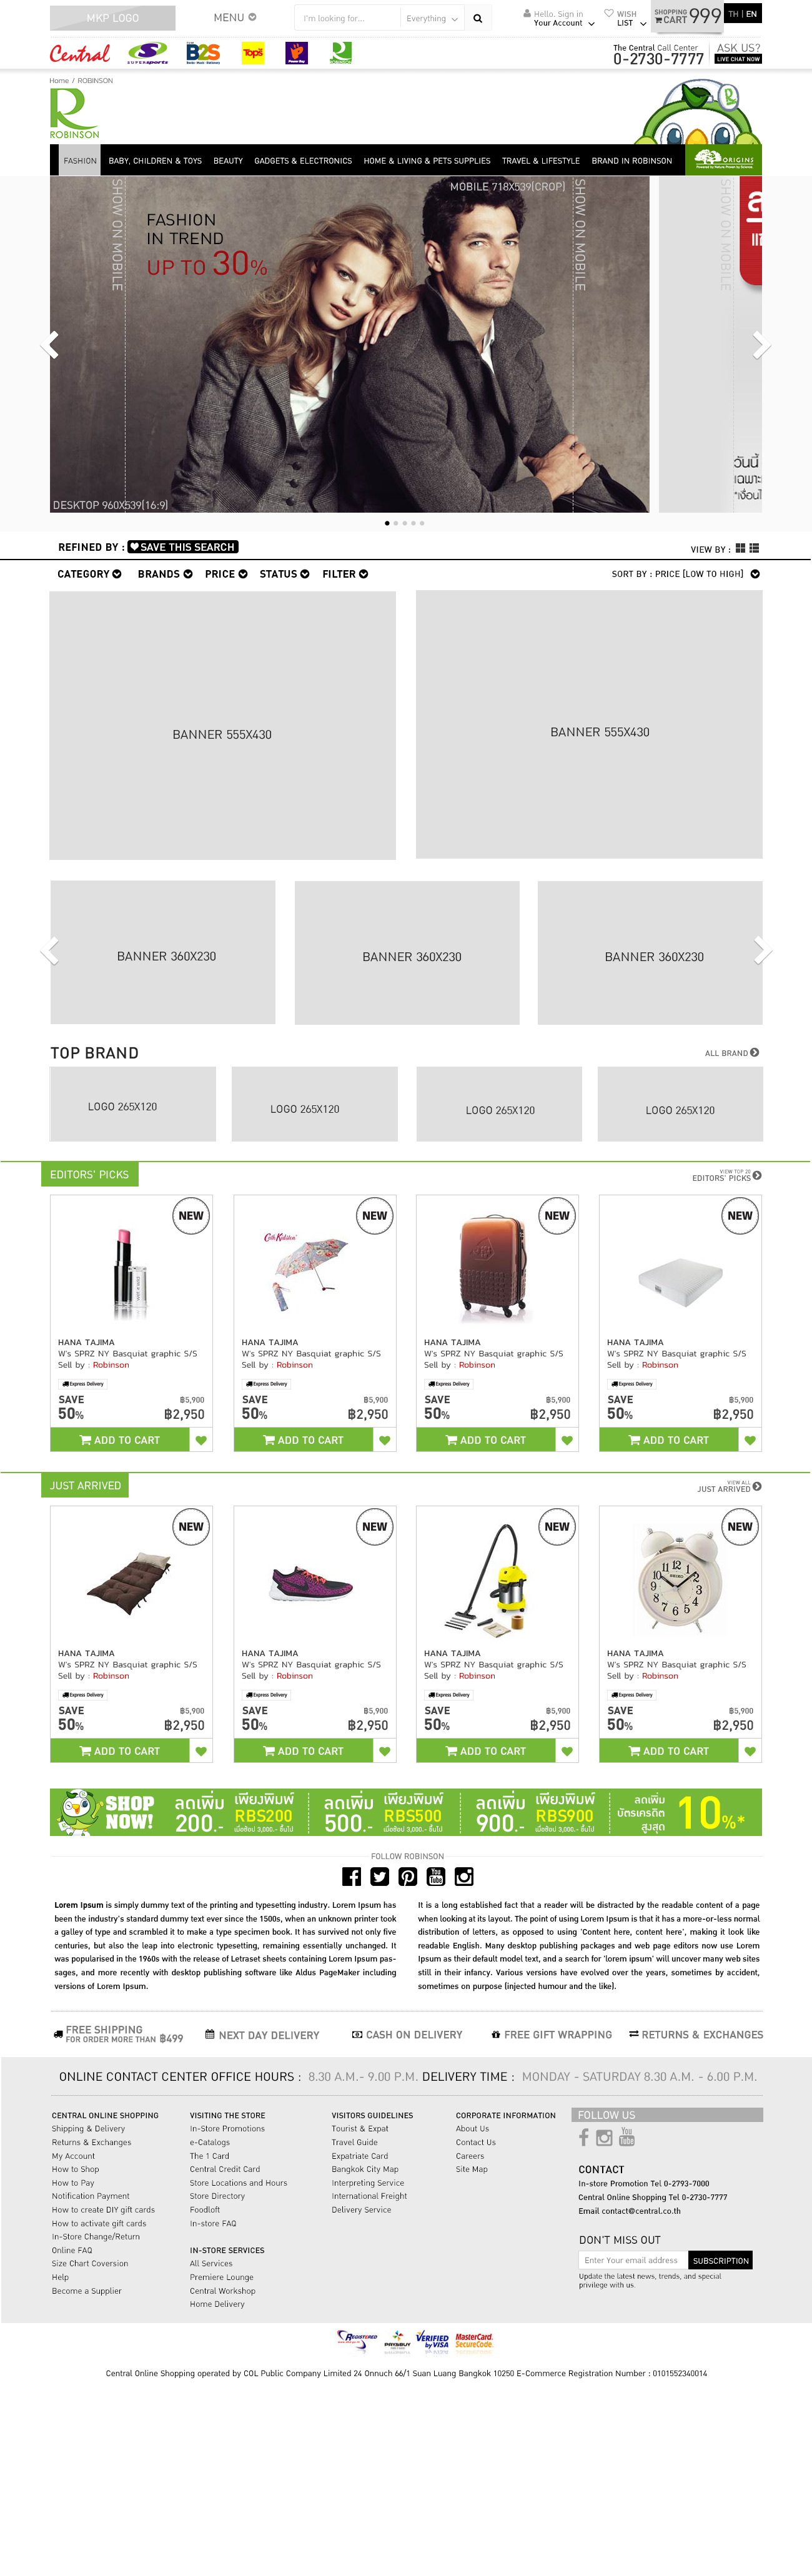 MKP LOGO
MENU
I'm looking for...
Everything
Hello, Sign in
Your Account
WISH
LIST
SHOPPING
CART
999
TH | EN
Central
SUPERSPORTS
B2S
Tops
ROBINSON
The Central Call Center
0-2730-7777
ASK US?
LIVE CHAT NOW
Home / ROBINSON
R
ROBINSON
FASHION
BABY, CHILDREN & TOYS
BEAUTY
GADGETS & ELECTRONICS
HOME & LIVING & PETS SUPPLIES
TRAVEL & LIFESTYLE
BRAND IN ROBINSON
ORIGINS
Powered by Nature. Proven by Science.
SHOW ON MOBILE
MOBILE 718X539(CROP)
SHOW ON MOBILE
SHOW ON MOBILE
FASHION
IN TREND
UP TO 30%
DESKTOP 960X539(16:9)
REFINED BY :
SAVE THIS SEARCH
VIEW BY :
CATEGORY
BRANDS
PRICE
STATUS
FILTER
SORT BY : PRICE [LOW TO HIGH]
BANNER 555X430
BANNER 555X430
BANNER 360X230
BANNER 360X230
BANNER 360X230
TOP BRAND
ALL BRAND
LOGO 265X120
LOGO 265X120
LOGO 265X120
LOGO 265X120
EDITORS' PICKS
VIEW TOP 20
EDITORS' PICKS
NEW
NEW
NEW
NEW
Cath Kidston
HANA TAJIMA
W's SPRZ NY Basquiat graphic S/S
Sell by : Robinson
Express Delivery
SAVE
฿5,900
50%
฿2,950
ADD TO CART
HANA TAJIMA
W's SPRZ NY Basquiat graphic S/S
Sell by : Robinson
Express Delivery
SAVE
฿5,900
50%
฿2,950
ADD TO CART
HANA TAJIMA
W's SPRZ NY Basquiat graphic S/S
Sell by : Robinson
Express Delivery
SAVE
฿5,900
50%
฿2,950
ADD TO CART
HANA TAJIMA
W's SPRZ NY Basquiat graphic S/S
Sell by : Robinson
Express Delivery
SAVE
฿5,900
50%
฿2,950
ADD TO CART
JUST ARRIVED
VIEW ALL
JUST ARRIVED
NEW
NEW
NEW
NEW
SEIKO
HANA TAJIMA
W's SPRZ NY Basquiat graphic S/S
Sell by : Robinson
Express Delivery
SAVE
฿5,900
50%
฿2,950
ADD TO CART
HANA TAJIMA
W's SPRZ NY Basquiat graphic S/S
Sell by : Robinson
Express Delivery
SAVE
฿5,900
50%
฿2,950
ADD TO CART
HANA TAJIMA
W's SPRZ NY Basquiat graphic S/S
Sell by : Robinson
Express Delivery
SAVE
฿5,900
50%
฿2,950
ADD TO CART
HANA TAJIMA
W's SPRZ NY Basquiat graphic S/S
Sell by : Robinson
Express Delivery
SAVE
฿5,900
50%
฿2,950
ADD TO CART
SHOP
NOW!
ลดเพิ่ม
200.-
เพียงพิมพ์
RBS200
เมื่อช้อป 3,000.- ขึ้นไป
ลดเพิ่ม
500.-
เพียงพิมพ์
RBS500
เมื่อช้อป 3,000.- ขึ้นไป
ลดเพิ่ม
900.-
เพียงพิมพ์
RBS900
เมื่อช้อป 3,000.- ขึ้นไป
ลดเพิ่ม
บัตรเครดิต
สูงสุด
10%*
FOLLOW ROBINSON
Lorem Ipsum is simply dummy text of the printing and typesetting industry. Lorem Ipsum has
been the industry's standard dummy text ever since the 1500s, when an unknown printer took
a galley of type and scrambled it to make a type specimen book. It has survived not only five
centuries, but also the leap into electronic typesetting, remaining essentially unchanged. It
was popularised in the 1960s with the release of Letraset sheets containing Lorem Ipsum pas-
sages, and more recently with desktop publishing software like Aldus PageMaker including
versions of Lorem Ipsum.
It is a long established fact that a reader will be distracted by the readable content of a page
when looking at its layout. The point of using Lorem Ipsum is that it has a more-or-less normal
distribution of letters, as opposed to using 'Content here, content here', making it look like
readable English. Many desktop publishing packages and web page editors now use Lorem
Ipsum as their default model text, and a search for 'lorem ipsum' will uncover many web sites
still in their infancy. Various versions have evolved over the years, sometimes by accident,
sometimes on purpose (injected humour and the like).
FREE SHIPPING
FOR ORDER MORE THAN ฿499
NEXT DAY DELIVERY
CASH ON DELIVERY
FREE GIFT WRAPPING
RETURNS & EXCHANGES
ONLINE CONTACT CENTER OFFICE HOURS : 8.30 A.M.- 9.00 P.M. DELIVERY TIME : MONDAY - SATURDAY 8.30 A.M. - 6.00 P.M.
CENTRAL ONLINE SHOPPING
Shipping & Delivery
Returns & Exchanges
My Account
How to Shop
How to Pay
Notification Payment
How to create DIY gift cards
How to activate gift cards
In-Store Change/Return
Online FAQ
Size Chart Coversion
Help
Become a Supplier
VISITING THE STORE
In-Store Promotions
e-Catalogs
The 1 Card
Central Credit Card
Store Locations and Hours
Store Directory
Foodloft
In-store FAQ
IN-STORE SERVICES
All Services
Premiere Lounge
Central Workshop
Home Delivery
VISITORS GUIDELINES
Tourist & Expat
Travel Guide
Expatriate Card
Bangkok City Map
Interpreting Service
International Freight
Delivery Service
CORPORATE INFORMATION
About Us
Contact Us
Careers
Site Map
FOLLOW US
You Tube
CONTACT
In-store Promotion Tel 0-2793-7000
Central Online Shopping Tel 0-2730-7777
Email contact@central.co.th
DON'T MISS OUT
Enter Your email address
SUBSCRIPTION
Update the latest news, trends, and special
privilege with us.
REGISTERED
PAYSBUY
VERIFIED by VISA
MasterCard.
SecureCode.
Central Online Shopping operated by COL Public Company Limited 24 Onnuch 66/1 Suan Luang Bangkok 10250 E-Commerce Registration Number : 0101552340014